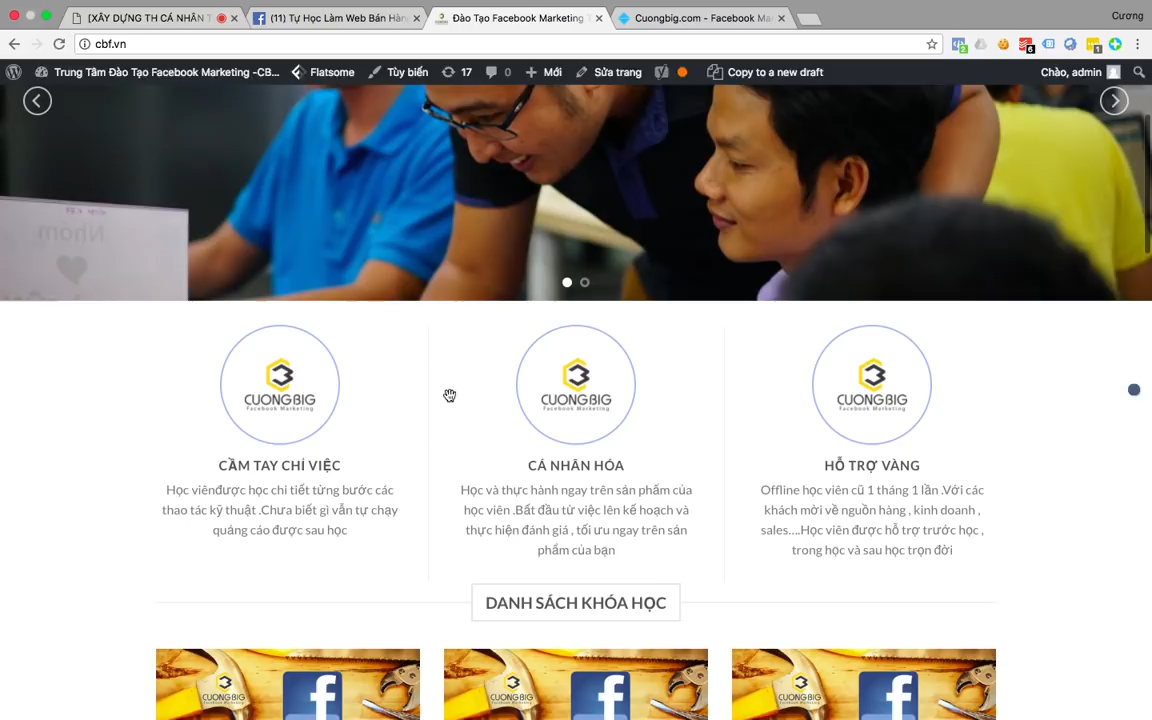 [XÂY DỰNG TH CÁ NHÂN T
(11) Tự Học Làm Web Bán Hàn
Đào Tạo Facebook Marketing T
Cuongbig.com - Facebook Ma
Cương
cbf.vn
2
6
1
Trung Tâm Đào Tạo Facebook Marketing -CB...
Flatsome
Tùy biến
17
0
Mới
Sửa trang
Copy to a new draft
Chào, admin
CUONGBIG
Facebook Marketing
CUONGBIG
Facebook Marketing
CUONGBIG
Facebook Marketing
CẦM TAY CHỈ VIỆC
Học viênđược học chi tiết từng bước các
thao tác kỹ thuật .Chưa biết gì vẫn tự chạy
quảng cáo được sau học
CÁ NHÂN HÓA
Học và thực hành ngay trên sản phẩm của
học viên .Bất đầu từ việc lên kế hoạch và
thực hiện đánh giá , tối ưu ngay trên sản
phẩm của bạn
HỖ TRỢ VÀNG
Offline học viên cũ 1 tháng 1 lần .Với các
khách mời về nguồn hàng , kinh doanh ,
sales....Học viên được hỗ trợ trước học ,
trong học và sau học trọn đời
DANH SÁCH KHÓA HỌC
CUONGBIG
CUONGBIG
CUONGBIG